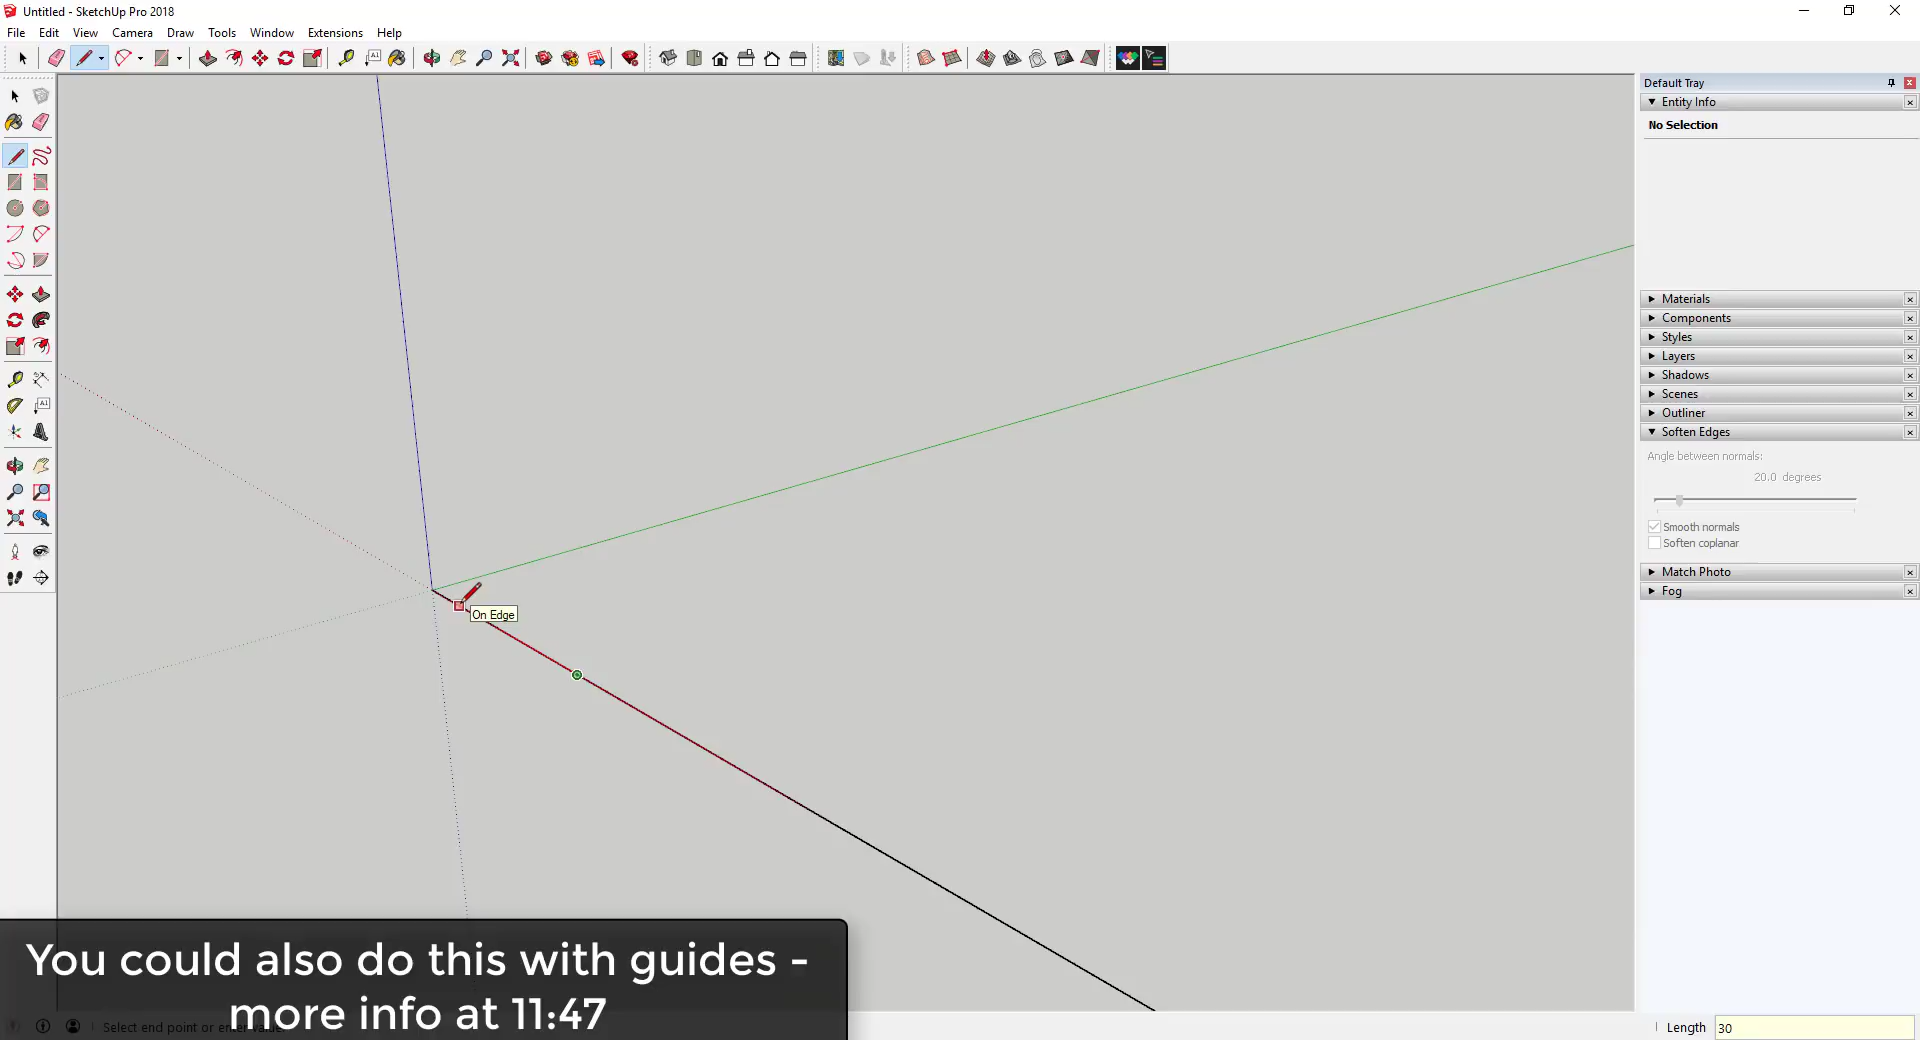 Untitled - SketchUp Pro 2018
File Edit View Camera Draw Tools Window Extensions Help
Default Tray
Entity Info
No Selection
Materials
Components
Styles
Layers
Shadows
Scenes
Outliner
Soften Edges
Angle between normals:
20.0 degrees
Smooth normals
Soften coplanar
Match Photo
Fog
On Edge
You could also do this with guides -
more info at 11:47
Select end point or enter value.
Length 30